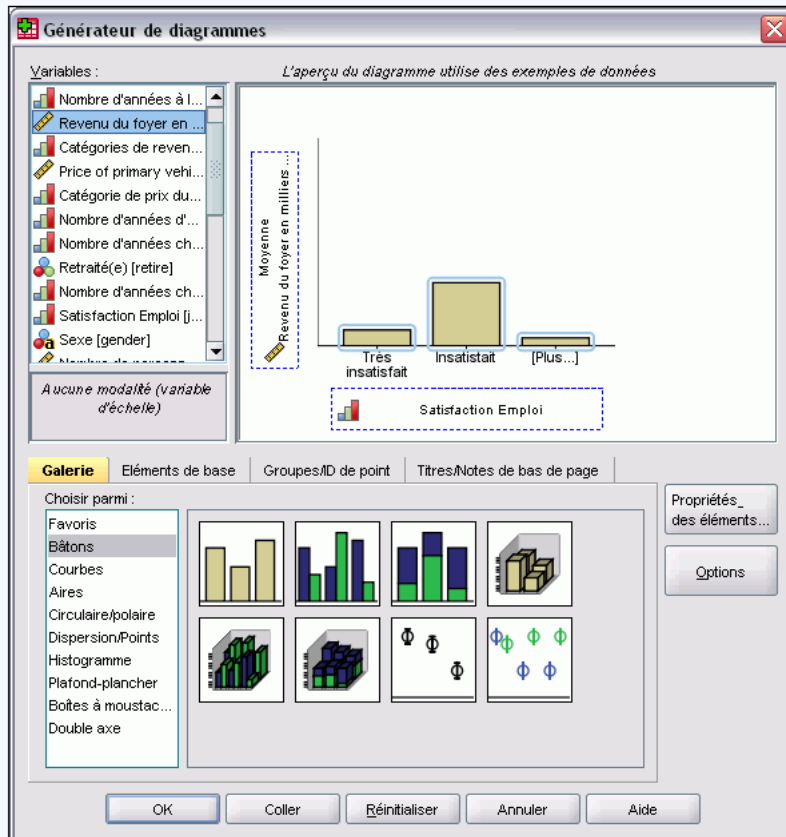 Générateur de diagrammes
Variables :
L'aperçu du diagramme utilise des exemples de données
Nombre d'années à l...
Revenu du foyer en ...
Catégories de reven...
Price of primary vehi...
Catégorie de prix du...
Nombre d'années d'...
Nombre d'années ch...
Retraité(e) [retire]
Nombre d'années ch...
Satisfaction Emploi [j...
Sexe [gender]
Aucune modalité (variable
d'échelle)
Moyenne
Revenu du foyer en milliers ...
Très
insatisfait
Insatistait
[Plus...]
Satisfaction Emploi
Galerie
Eléments de base
Groupes/ID de point
Titres/Notes de bas de page
Choisir parmi :
Favoris
Bâtons
Courbes
Aires
Circulaire/polaire
Dispersion/Points
Histogramme
Plafond-plancher
Boîtes à moustac...
Double axe
Propriétés_
des éléments...
Options
OK
Coller
Réinitialiser
Annuler
Aide